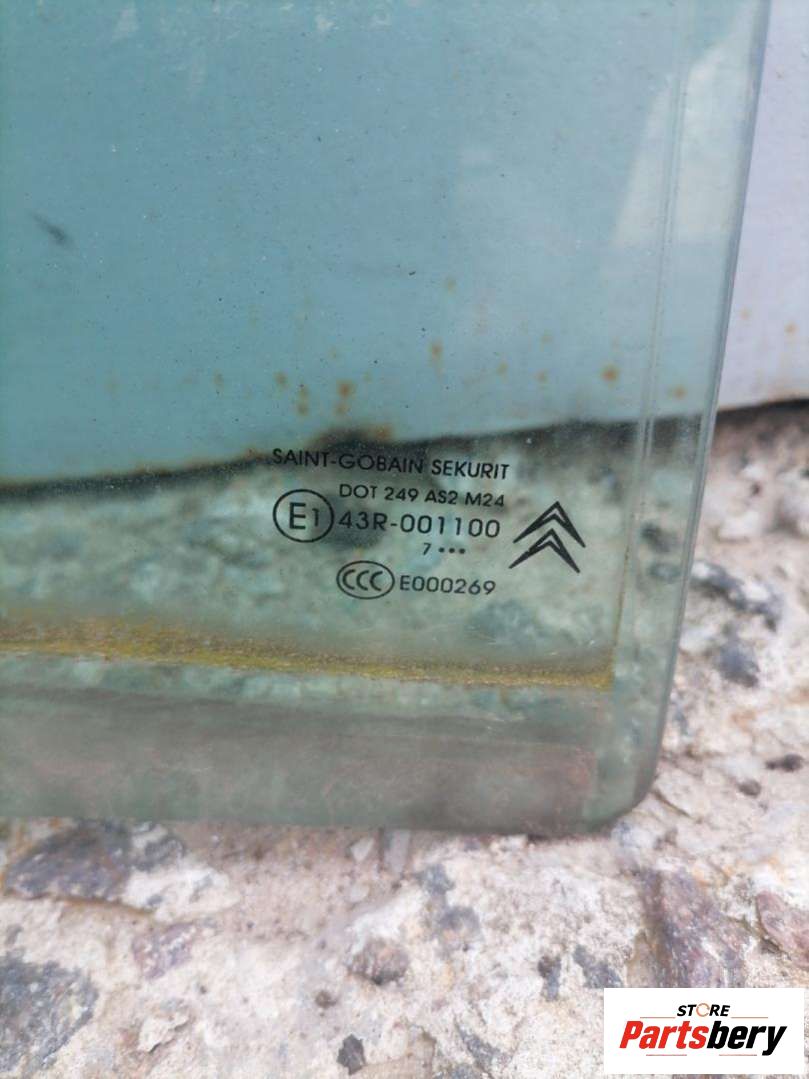 SAINT-GOBAIN SEKURIT
DOT 249 AS2 M24
E1 43R-001100
7 •••
CCC E000269
STORE
Partsbery